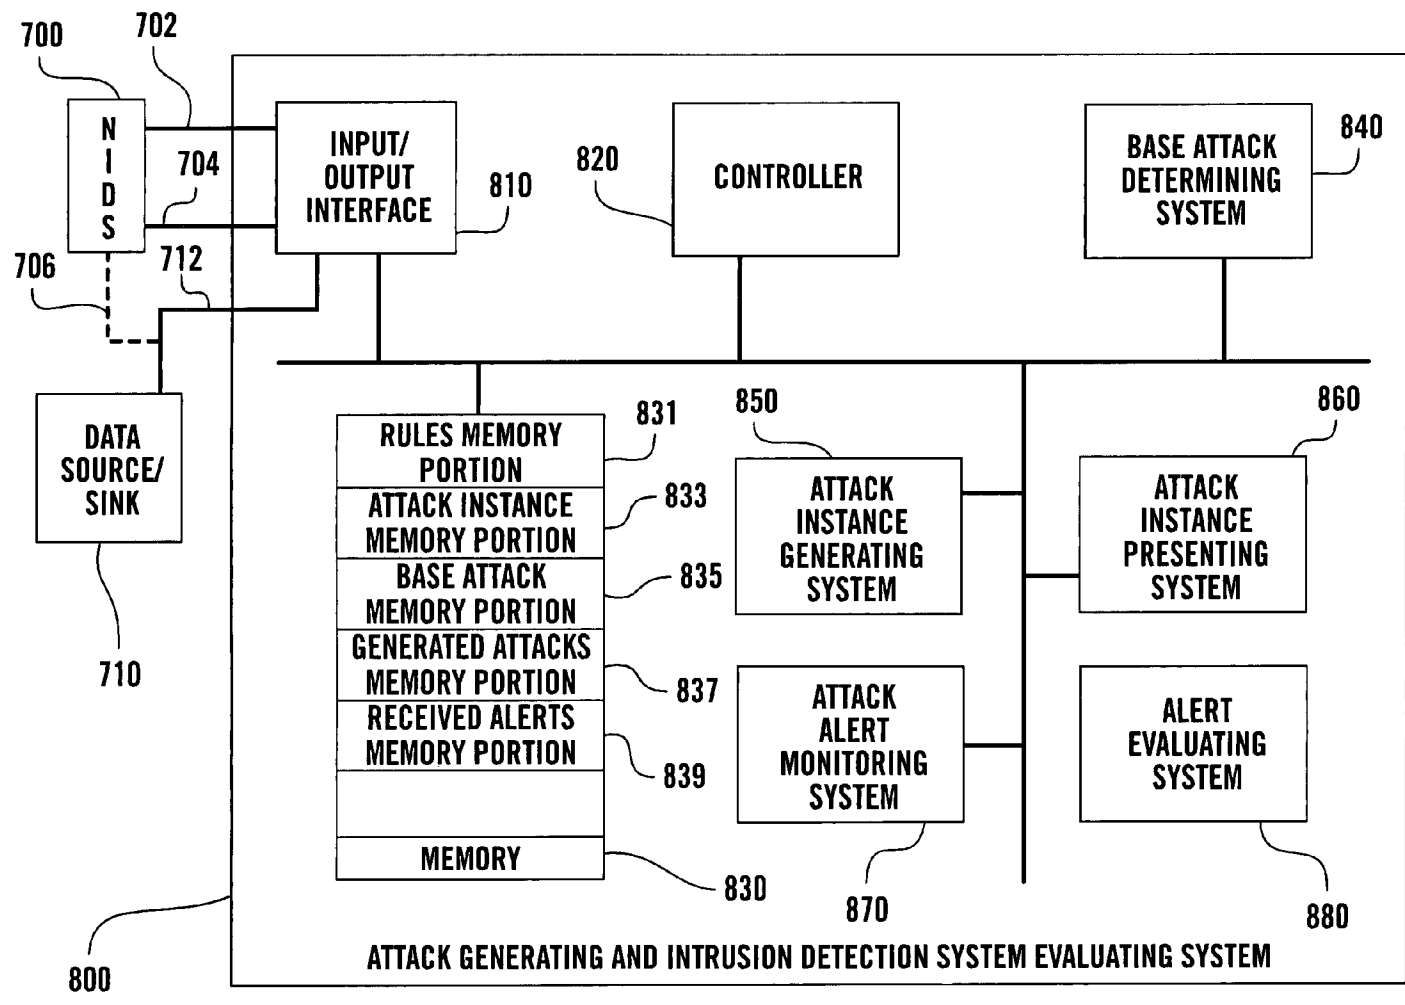 700
702
N
I
D
S
704
706
712
INPUT/
OUTPUT
INTERFACE
810
820
CONTROLLER
BASE ATTACK
DETERMINING
SYSTEM
840
DATA
SOURCE/
SINK
710
RULES MEMORY
PORTION
831
ATTACK INSTANCE
MEMORY PORTION
833
BASE ATTACK
MEMORY PORTION
835
GENERATED ATTACKS
MEMORY PORTION
837
RECEIVED ALERTS
MEMORY PORTION
839
MEMORY
830
850
ATTACK
INSTANCE
GENERATING
SYSTEM
860
ATTACK
INSTANCE
PRESENTING
SYSTEM
ATTACK
ALERT
MONITORING
SYSTEM
870
ALERT
EVALUATING
SYSTEM
880
800
ATTACK GENERATING AND INTRUSION DETECTION SYSTEM EVALUATING SYSTEM